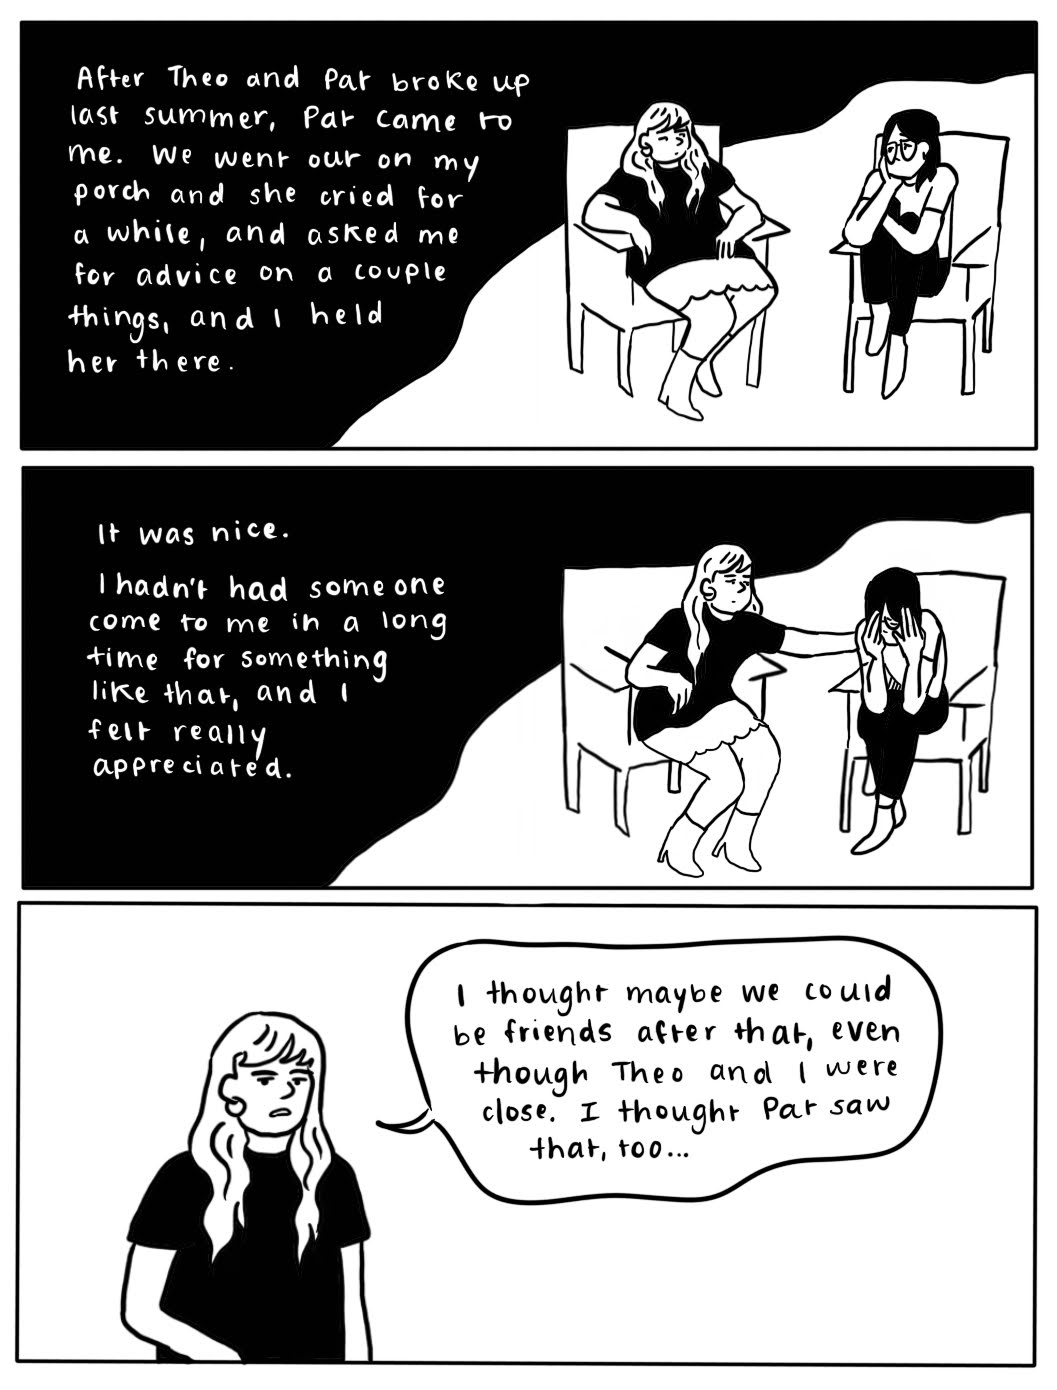 After Theo and Pat broke up
last summer, Pat came to
me. We went out on my
porch and she cried for
a while, and asked me
for advice on a couple
things, and I held
her there.
It was nice.
I hadn't had someone
come to me in a long
time for something
like that, and I
felt really
appreciated.
I thought maybe we could
be friends after that, even
though Theo and I were
close. I thought Pat saw
that, too...